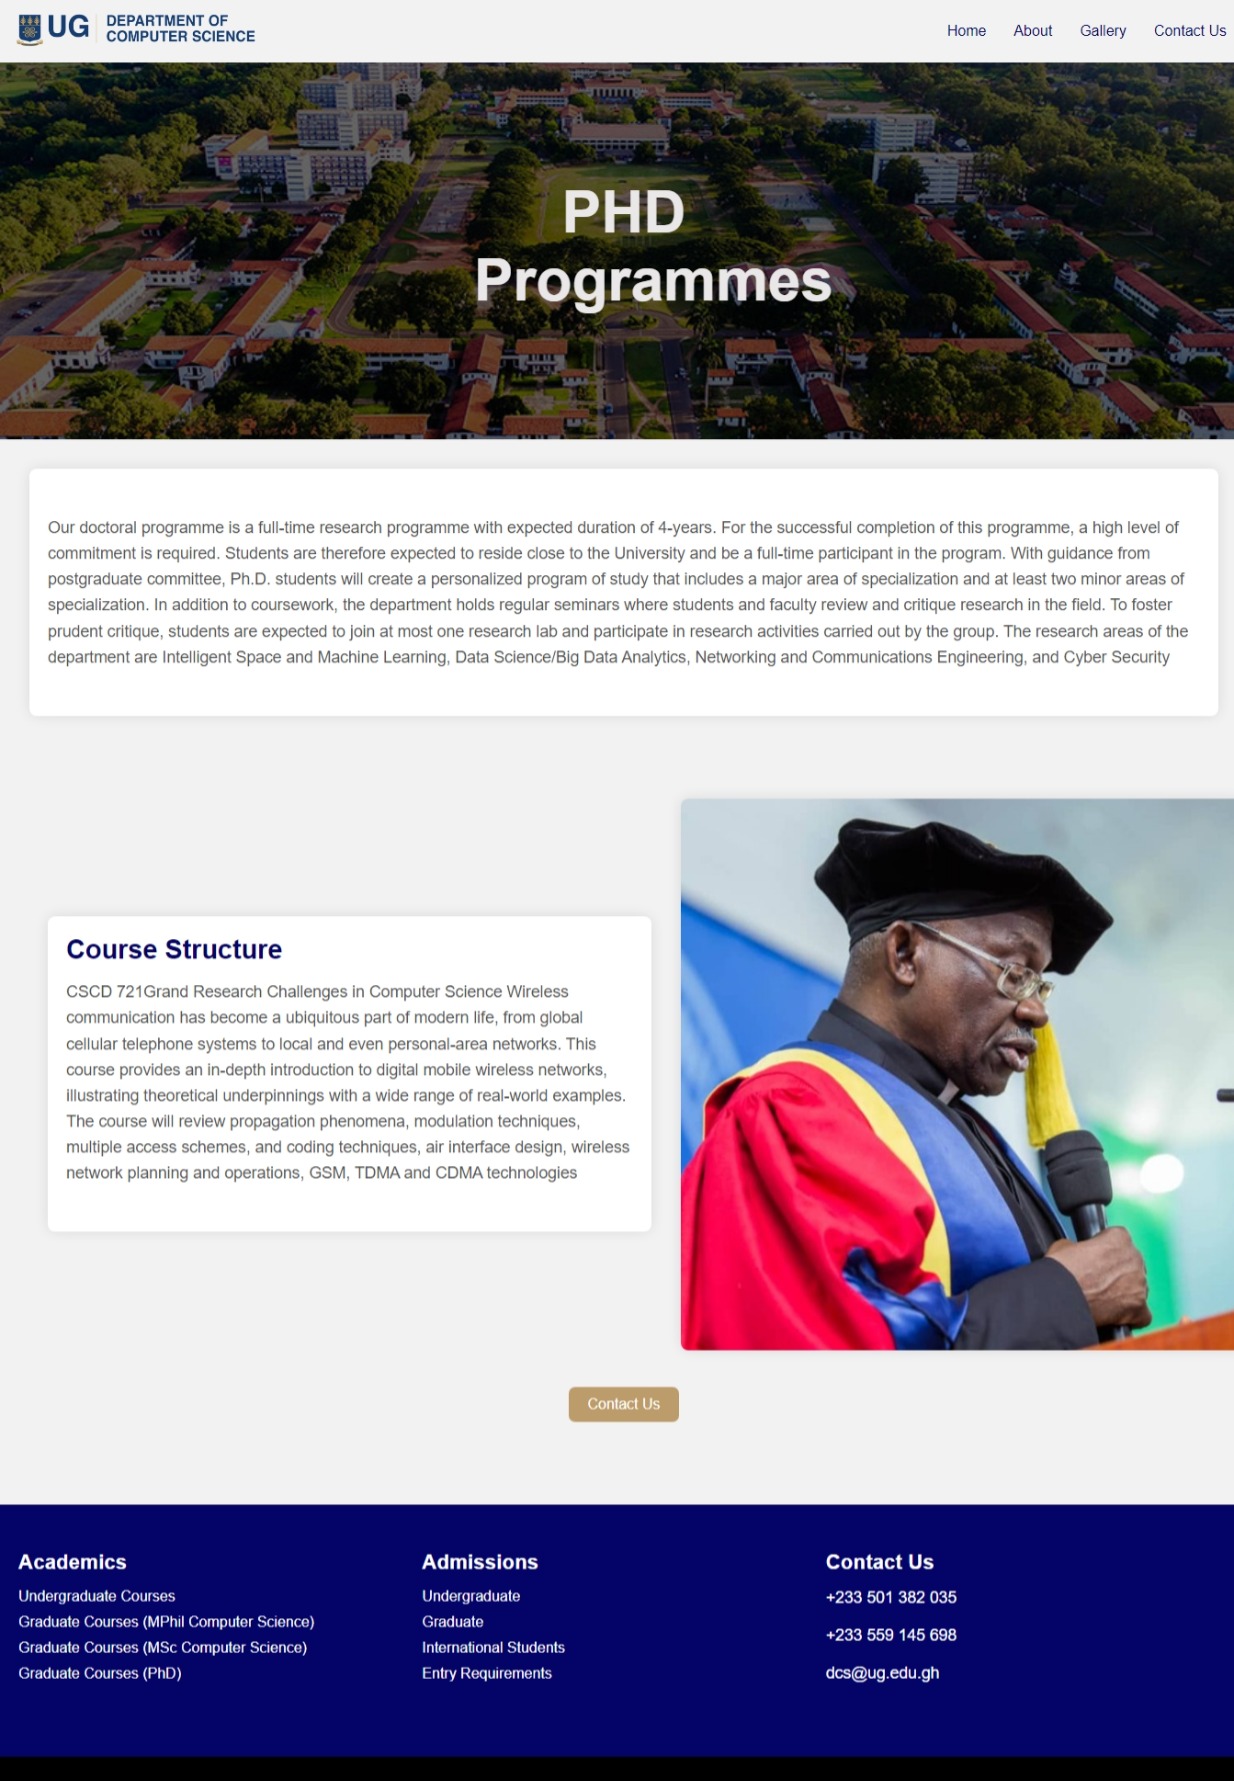 UG DEPARTMENT OF
COMPUTER SCIENCE
Home About Gallery Contact Us
PHD
Programmes
Our doctoral programme is a full-time research programme with expected duration of 4-years. For the successful completion of this programme, a high level of
commitment is required. Students are therefore expected to reside close to the University and be a full-time participant in the program. With guidance from
postgraduate committee, Ph.D. students will create a personalized program of study that includes a major area of specialization and at least two minor areas of
specialization. In addition to coursework, the department holds regular seminars where students and faculty review and critique research in the field. To foster
prudent critique, students are expected to join at most one research lab and participate in research activities carried out by the group. The research areas of the
department are Intelligent Space and Machine Learning, Data Science/Big Data Analytics, Networking and Communications Engineering, and Cyber Security
Course Structure
CSCD 721Grand Research Challenges in Computer Science Wireless
communication has become a ubiquitous part of modern life, from global
cellular telephone systems to local and even personal-area networks. This
course provides an in-depth introduction to digital mobile wireless networks,
illustrating theoretical underpinnings with a wide range of real-world examples.
The course will review propagation phenomena, modulation techniques,
multiple access schemes, and coding techniques, air interface design, wireless
network planning and operations, GSM, TDMA and CDMA technologies
Contact Us
Academics
Undergraduate Courses
Graduate Courses (MPhil Computer Science)
Graduate Courses (MSc Computer Science)
Graduate Courses (PhD)
Admissions
Undergraduate
Graduate
International Students
Entry Requirements
Contact Us
+233 501 382 035
+233 559 145 698
dcs@ug.edu.gh